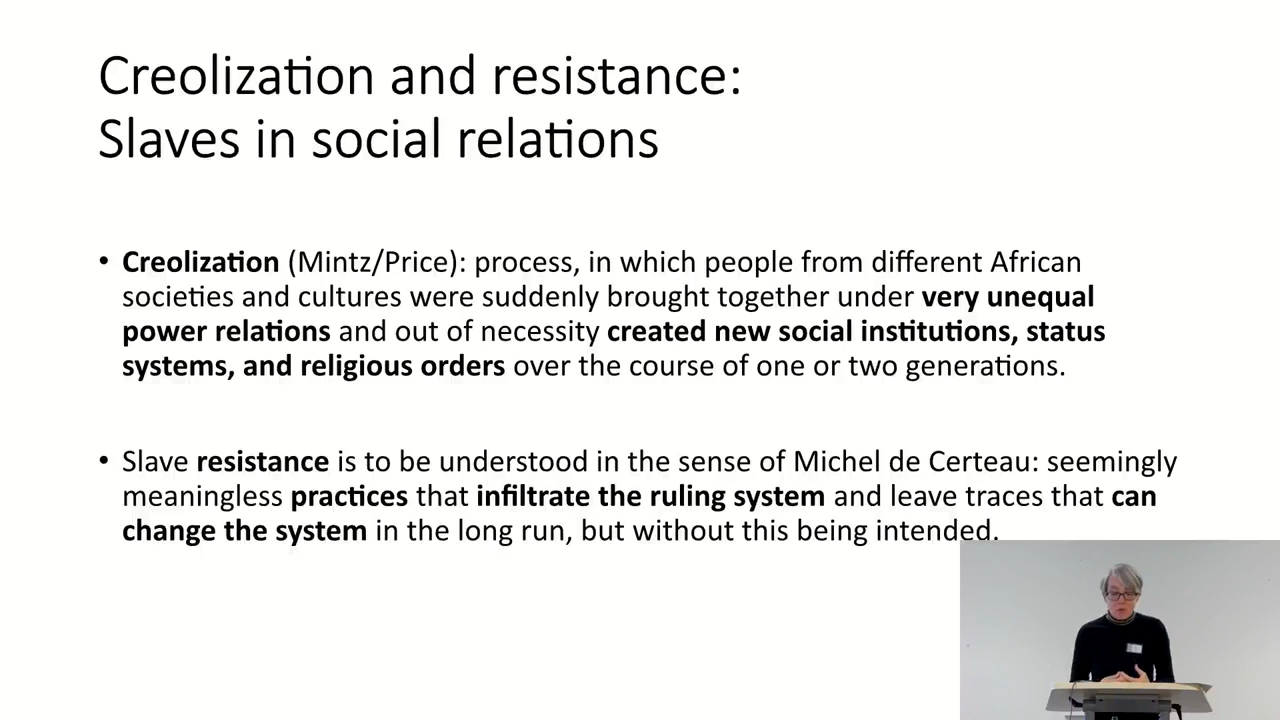 Creolization and resistance:
Slaves in social relations
• Creolization (Mintz/Price): process, in which people from different African
societies and cultures were suddenly brought together under very unequal
power relations and out of necessity created new social institutions, status
systems, and religious orders over the course of one or two generations.
• Slave resistance is to be understood in the sense of Michel de Certeau: seemingly
meaningless practices that infiltrate the ruling system and leave traces that can
change the system in the long run, but without this being intended.